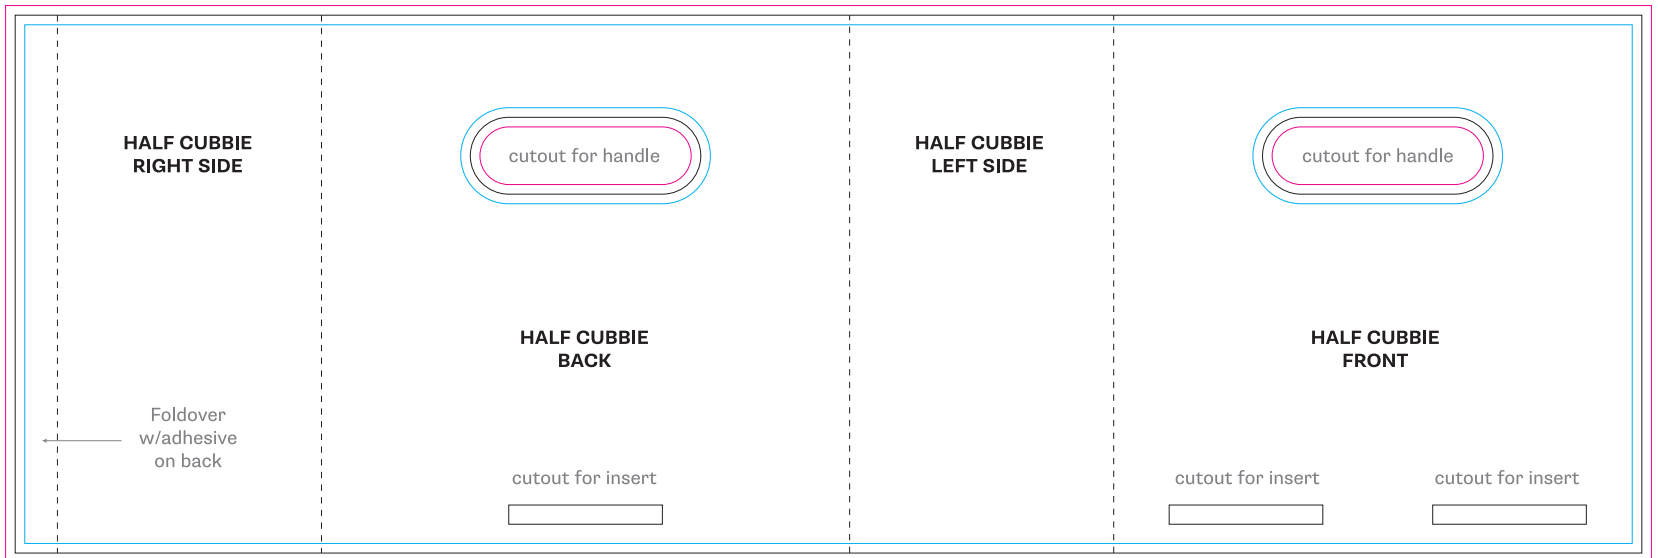 HALF CUBBIE
RIGHT SIDE
Foldover
w/adhesive
on back
cutout for handle
HALF CUBBIE
BACK
cutout for insert
HALF CUBBIE
LEFT SIDE
cutout for handle
HALF CUBBIE
FRONT
cutout for insert
cutout for insert